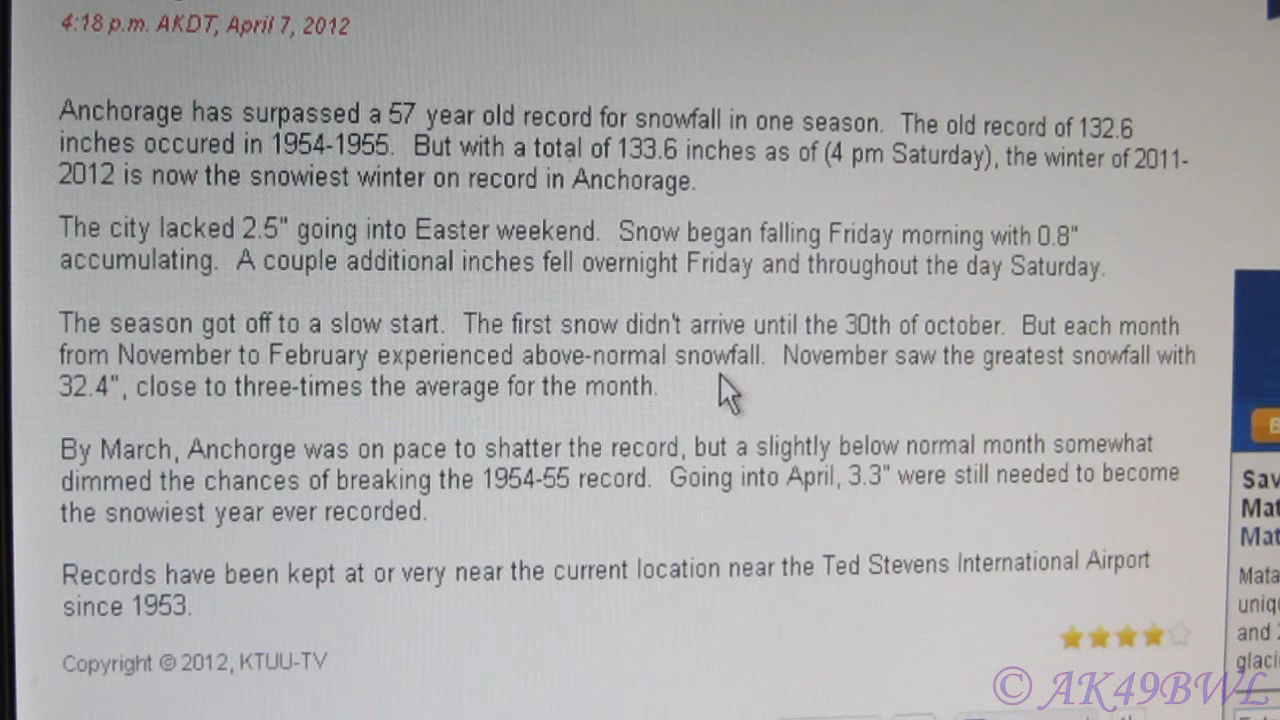 4:18 p.m. AKDT, April 7, 2012
Anchorage has surpassed a 57 year old record for snowfall in one season. The old record of 132.6
inches occured in 1954-1955. But with a total of 133.6 inches as of (4 pm Saturday), the winter of 2011-
2012 is now the snowiest winter on record in Anchorage.
The city lacked 2.5" going into Easter weekend. Snow began falling Friday morning with 0.8"
accumulating. A couple additional inches fell overnight Friday and throughout the day Saturday.
The season got off to a slow start. The first snow didn't arrive until the 30th of october. But each month
from November to February experienced above-normal snowfall. November saw the greatest snowfall with
32.4", close to three-times the average for the month.
By March, Anchorge was on pace to shatter the record, but a slightly below normal month somewhat
dimmed the chances of breaking the 1954-55 record. Going into April, 3.3" were still needed to become
the snowiest year ever recorded.
Records have been kept at or very near the current location near the Ted Stevens International Airport
since 1953.
Copyright © 2012, KTUU-TV
Sav
Mat
Mat
Mata
uniq
and 2
glaci
© AK49BWL